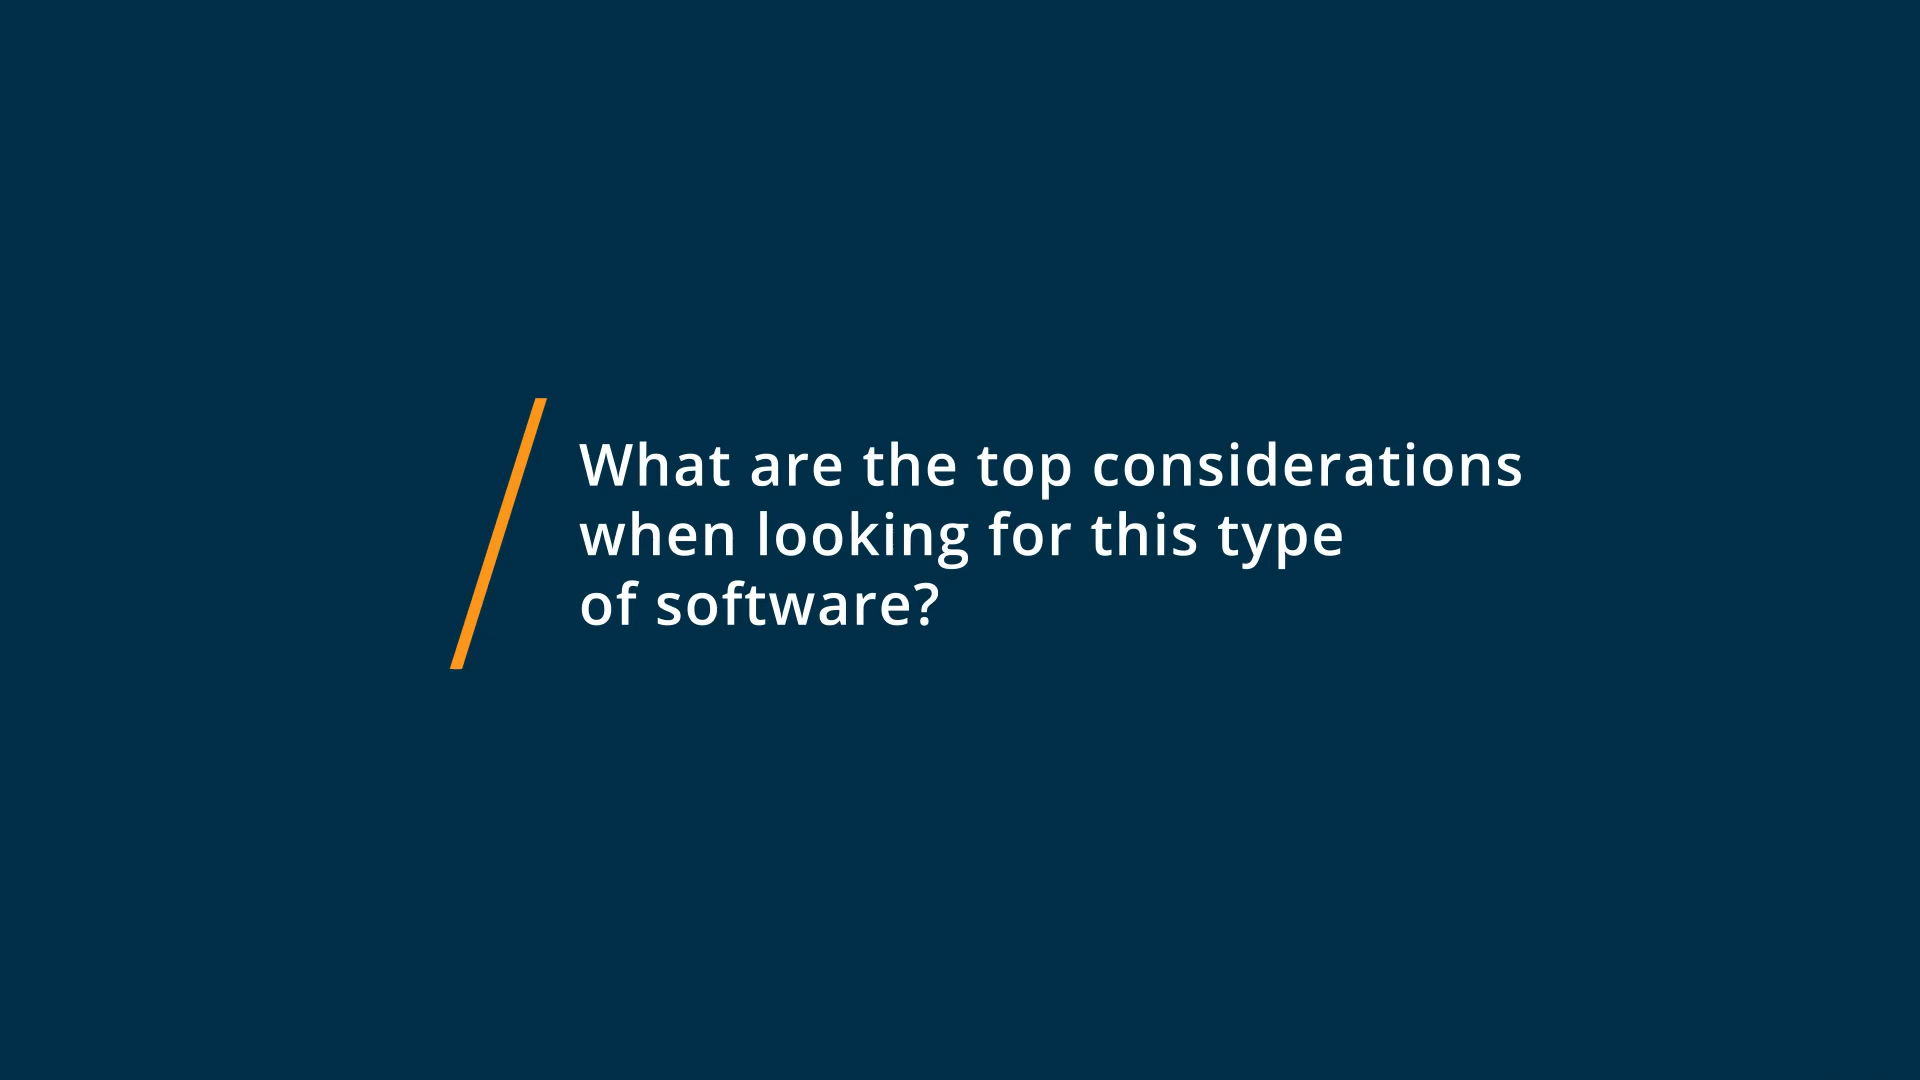 What are the top considerations
when looking for this type
of software?